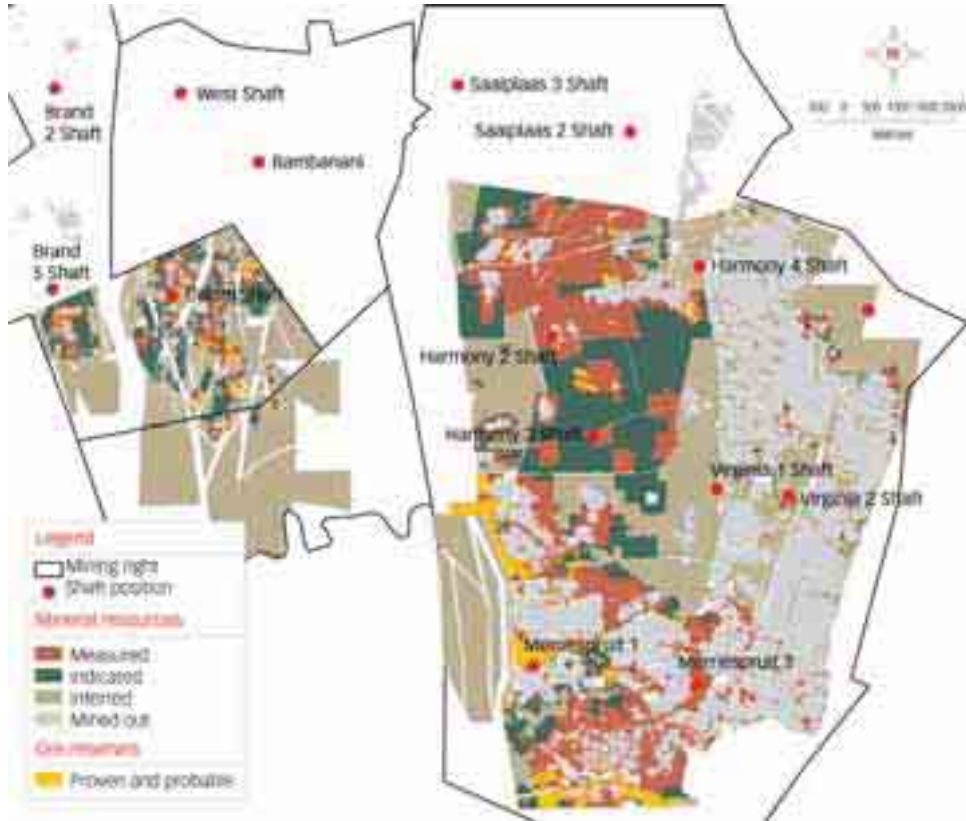 Brand
2 Shaft
West Shaft
Bambanani
Saaiplaas 3 Shaft
Saaiplaas 2 Shaft
Brand
3 Shaft
Harmony 4 Shaft
Harmony 2 Shaft
Harmony 3 Shaft
Virginia 1 Shaft
Virginia 2 Shaft
Merriespruit 1
Merriespruit 3
N
Metres
Legend
Mining right
Shaft position
Mineral resources
Measured
Indicated
Inferred
Mined out
Ore reserves
Proven and probable